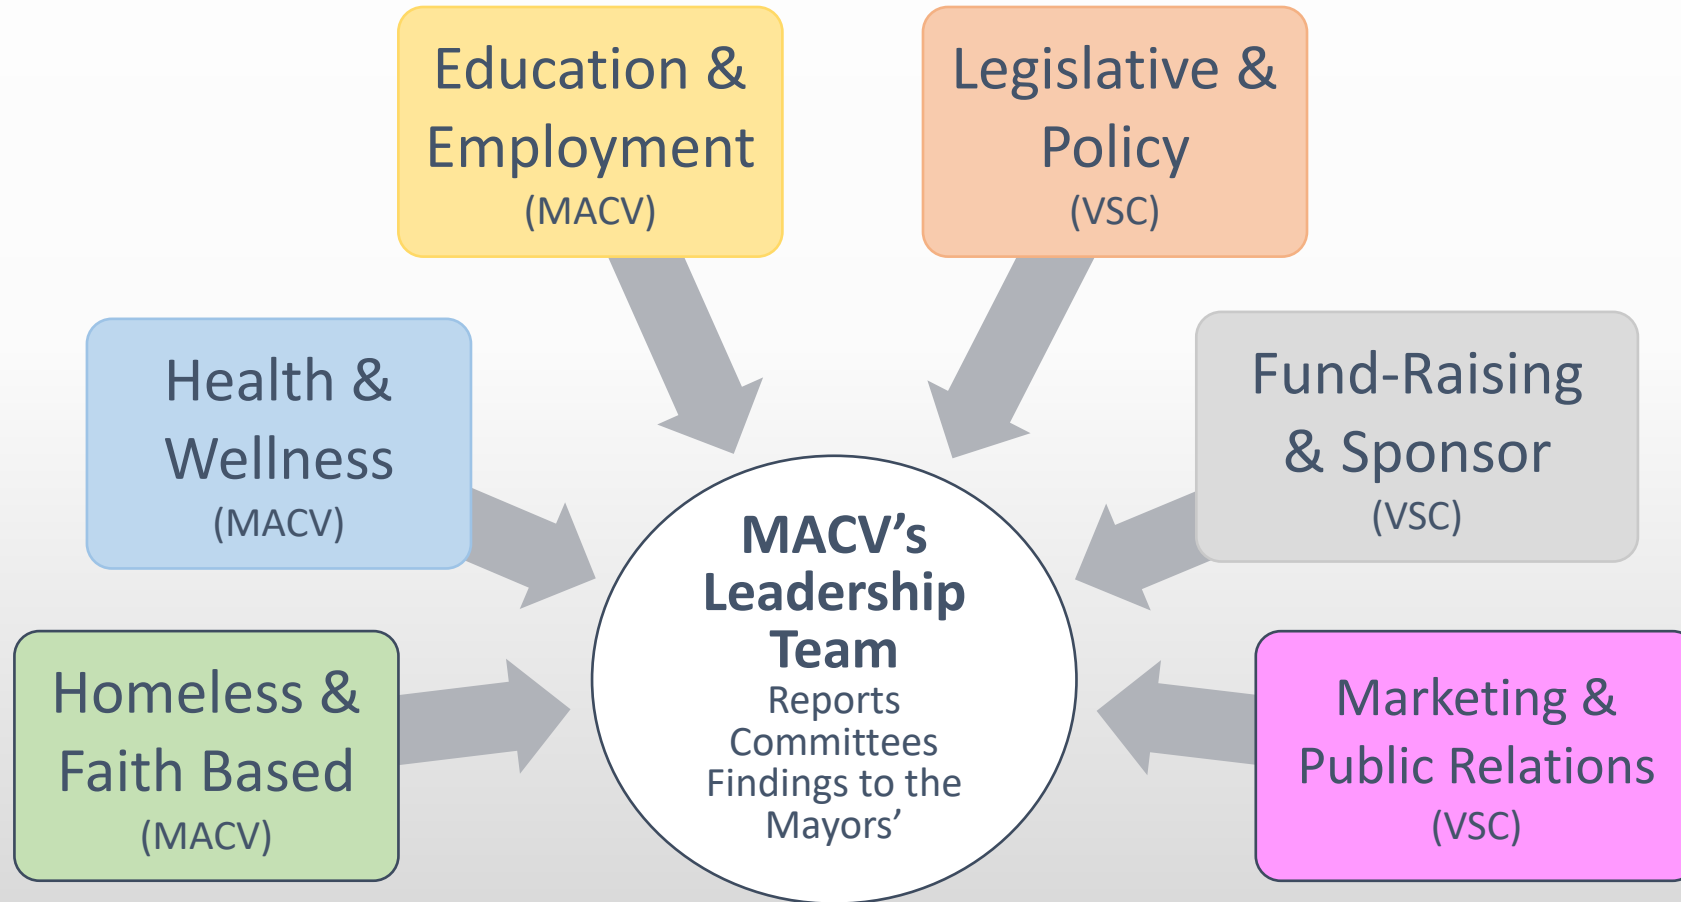 Education &
Employment
(MACV)
Legislative &
Policy
(VSC)
Health &
Wellness
(MACV)
Fund-Raising
& Sponsor
(VSC)
Homeless &
Faith Based
(MACV)
MACV’s
Leadership
Team
Reports
Committees
Findings to the
Mayors’
Marketing &
Public Relations
(VSC)